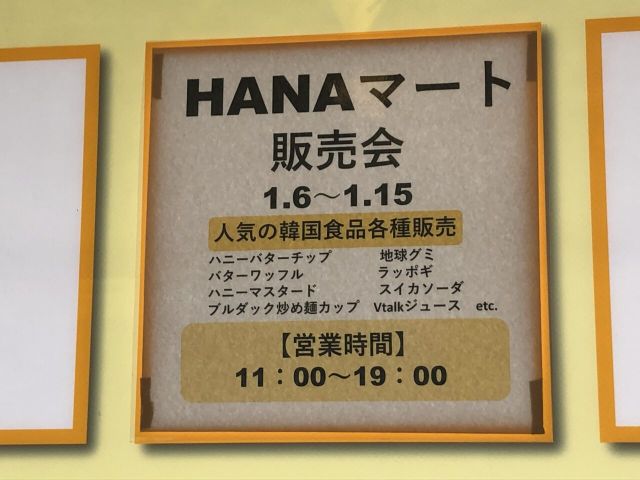 HANAマート
販売会
1.6～1.15
人気の韓国食品各種販売
ハニーバターチップ　地球グミ
バターワッフル　ラッポギ
ハニーマスタード　スイカソーダ
ブルダック炒め麺カップ　Vtalkジュース　etc.
【営業時間】
11：00～19：00